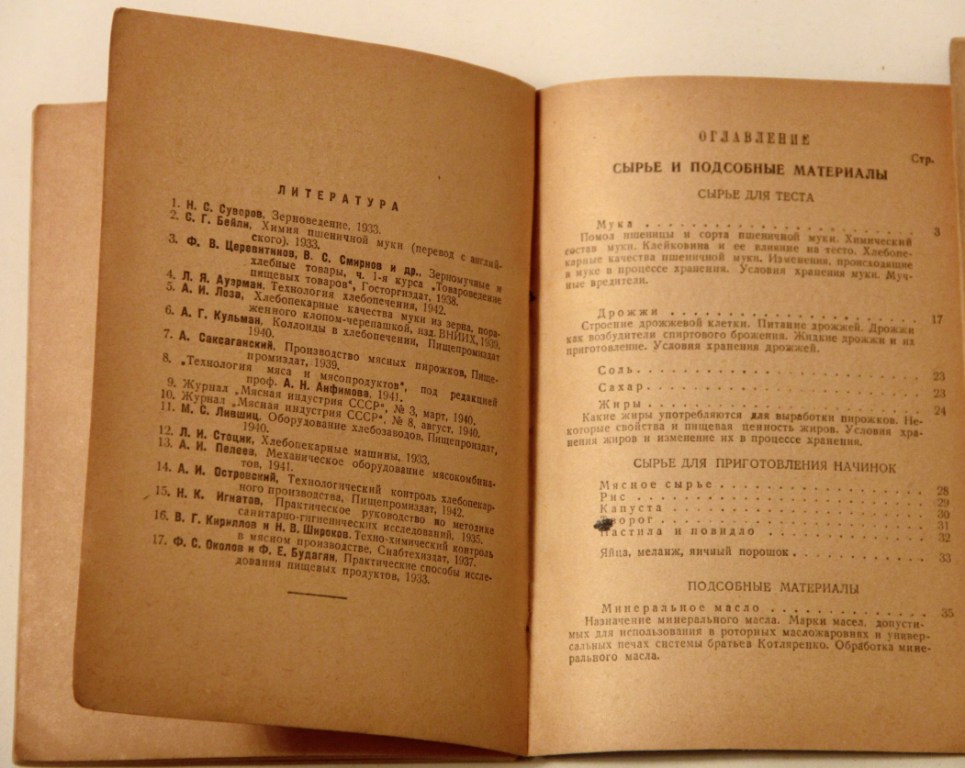 ЛИТЕРАТУРА
1. Н. С. Суворов. Зерноведение, 1933.
2. С. Г. Бейли. Химия пшеничной муки (перевод с англий-
ского). 1933.
3. Ф. В. Церевитинов, В. С. Смирнов и др., Зерномучные и
хлебные товары, ч. 1-я курса „Товароведение
пищевых товаров", Госторгиздат, 1938.
4. Л. Я. Ауэрман. Технология хлебопечения, 1942.
5. А. И. Лоза, Хлебопекарные качества муки из зерна, пора-
женного клопом-черепашкой, изд. ВНИИХ, 1939.
6. А. Г. Кульман, Коллоиды в хлебопечении, Пищепромиздат
1940.
7. А. Саксаганский. Производство мясных пирожков, Пище-
промиздат, 1939.
8. „Технология мяса и мясопродуктов", под редакцией
проф. А. Н. Анфимова, 1941.
9. Журнал „Мясная индустрия СССР", № 3, март, 1940.
10. Журнал „Мясная индустрия СССР", № 8, август, 1940.
11. М. С. Лившиц. Оборудование хлебозаводов, Пищепромиздат,
1940.
12. Л. И. Стоцик, Хлебопекарные машины, 1933.
13. А. И. Пелеев. Механическое оборудование мясокомбина-
тов, 1941.
14. А. И. Островский, Технологический контроль хлебопекар-
ного производства, Пищепромиздат, 1942.
15. Н. К. Игнатов, Практическое руководство по методике
санитарно-гигиенических исследований, 1935.
16. В. Г. Кириллов и Н. В. Широков. Техно-химический контроль
в мясном производстве, Снабтехиздат, 1937.
17. Ф. С. Околов и Ф. Е. Будагян. Практические способы иссле-
дования пищевых продуктов, 1933.
ОГЛАВЛЕНИЕ
Стр.
СЫРЬЕ И ПОДСОБНЫЕ МАТЕРИАЛЫ
СЫРЬЕ ДЛЯ ТЕСТА
Мука . . . . . . . . . . . . . . . . 3
Помол пшеницы и сорта пшеничной муки. Химический
состав муки. Клейковина и ее влияние на тесто. Хлебопе-
карные качества пшеничной муки. Изменения, происходящие
в муке в процессе хранения. Условия хранения муки. Муч-
ные вредители.
Дрожжи . . . . . . . . . . . . . . . 17
Строение дрожжевой клетки. Питание дрожжей. Дрожжи
как возбудители спиртового брожения. Жидкие дрожжи и их
приготовление. Условия хранения дрожжей.
Соль . . . . . . . . . . . . . . . . 23
Сахар . . . . . . . . . . . . . . . . 23
Жиры . . . . . . . . . . . . . . . . 24
Какие жиры употребляются для выработки пирожков. Не-
которые свойства и пищевая ценность жиров. Условия хра-
нения жиров и изменение их в процессе хранения.
СЫРЬЕ ДЛЯ ПРИГОТОВЛЕНИЯ НАЧИНОК
Мясное сырье . . . . . . . . . . . . 28
Рис . . . . . . . . . . . . . . . . 29
Капуста . . . . . . . . . . . . . . 30
Творог . . . . . . . . . . . . . . . 31
Пастила и повидло . . . . . . . . . 32
Яйца, меланж, яичный порошок . . . . . . . 33
ПОДСОБНЫЕ МАТЕРИАЛЫ
Минеральное масло . . . . . . . . . 35
Назначение минерального масла. Марки масел, допусти-
мых для использования в роторных масложаровнях и универ-
сальных печах системы братьев Котляренко. Обработка мине-
рального масла.